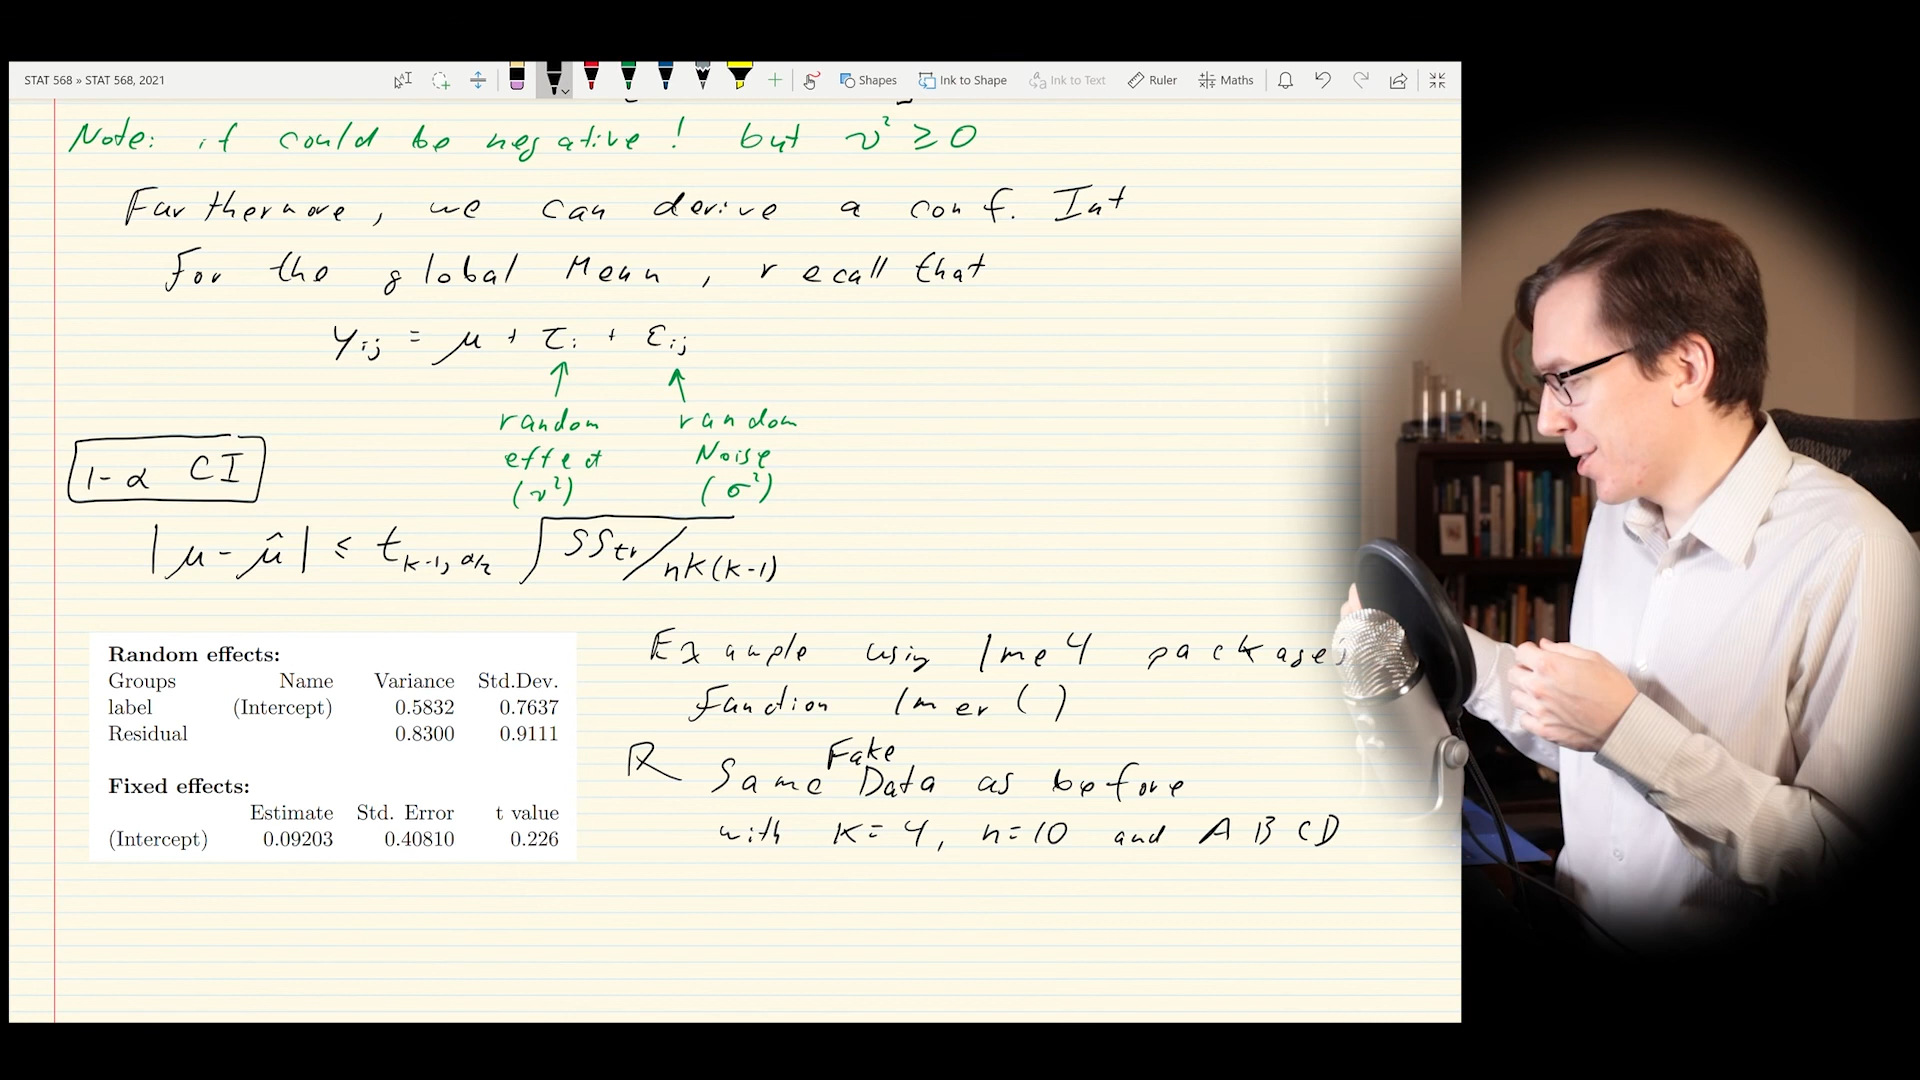 STAT 568 » STAT 568, 2021
Shapes Ink to Shape Ink to Text Ruler Maths
Note: it could be negative! but ν² ≥ 0
Furthermore, we can derive a conf. Int
For the global Mean, recall that
yij = μ + τi + εij
random effect (ν²)
random Noise (σ²)
1-α CI
|μ - μ̂| ≤ t k-1, α/2 √SStr/nk(k-1)
Random effects:
Groups Name Variance Std.Dev.
label (Intercept) 0.5832 0.7637
Residual 0.8300 0.9111
Fixed effects:
Estimate Std. Error t value
(Intercept) 0.09203 0.40810 0.226
Example using lme4 package,
Function lmer()
R Same Fake Data as before
with k=4, n=10 and A B C D